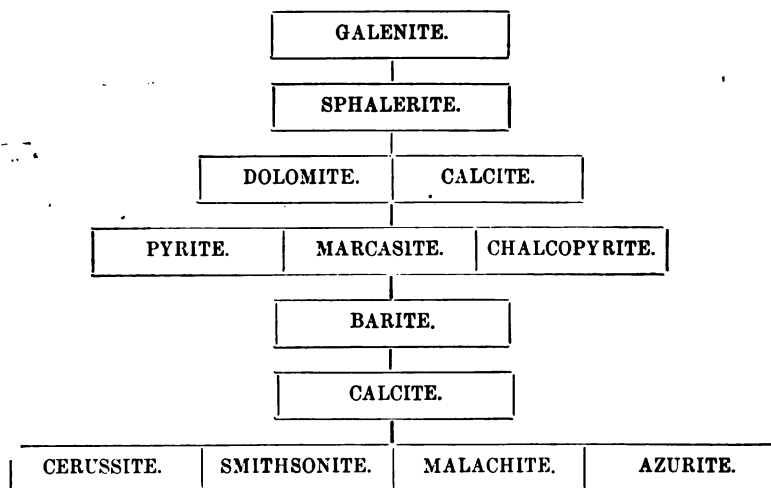 GALENITE.
SPHALERITE.
DOLOMITE. CALCITE.
PYRITE. MARCASITE. CHALCOPYRITE.
BARITE.
CALCITE.
CERUSSITE. SMITHSONITE. MALACHITE. AZURITE.